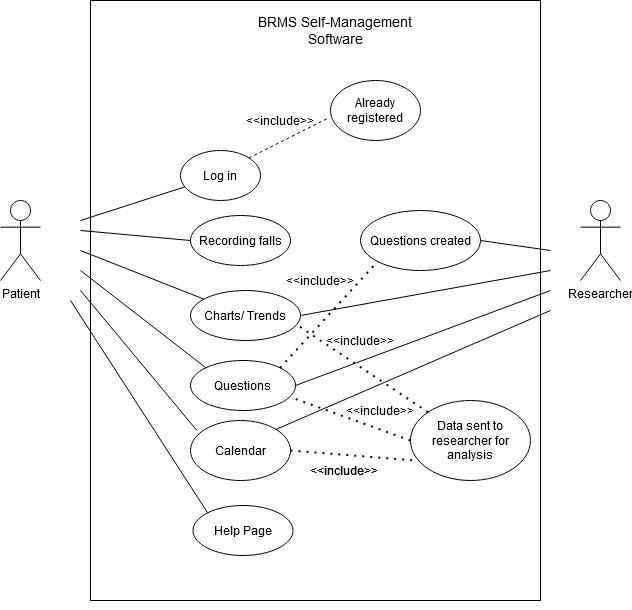 BRMS Self-Management
Software
Already
registered
<<include>>
Log in
Recording falls
Questions created
Patient
Researcher
<<include>>
Charts/ Trends
<<include>>
Questions
<<include>>
Data sent to
researcher for
analysis
Calendar
<<include>>
Help Page